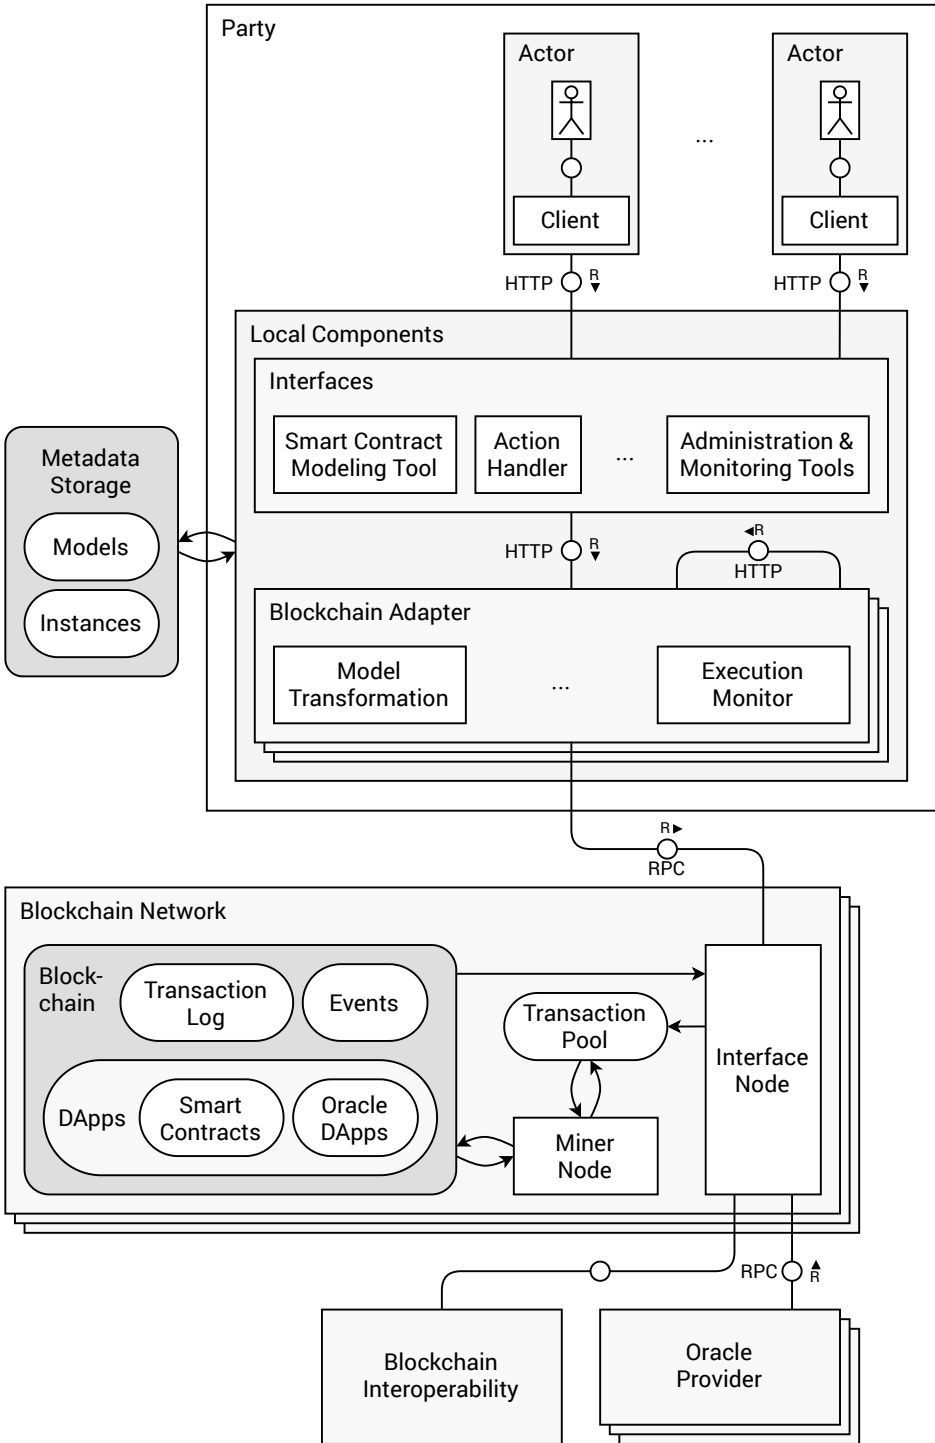 Party
Actor
Actor
...
Client
Client
HTTP
R
HTTP
R
Local Components
Interfaces
Smart Contract
Modeling Tool
Action
Handler
...
Administration &
Monitoring Tools
Metadata
Storage
Models
Instances
HTTP
R
R
HTTP
Blockchain Adapter
Model
Transformation
...
Execution
Monitor
R
RPC
Blockchain Network
Block-
chain
Transaction
Log
Events
Transaction
Pool
Interface
Node
DApps
Smart
Contracts
Oracle
DApps
Miner
Node
RPC
R
Blockchain
Interoperability
Oracle
Provider